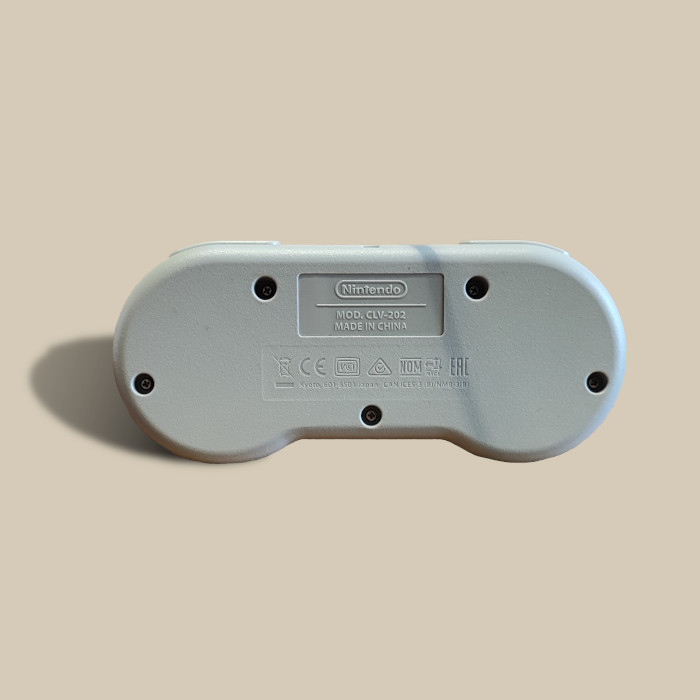 Nintendo
MOD. CLV-202
MADE IN CHINA
CE NOM EAC
Kyoto, 601-8501 Japan CAN ICES-3 (B)/NMB-3(B)